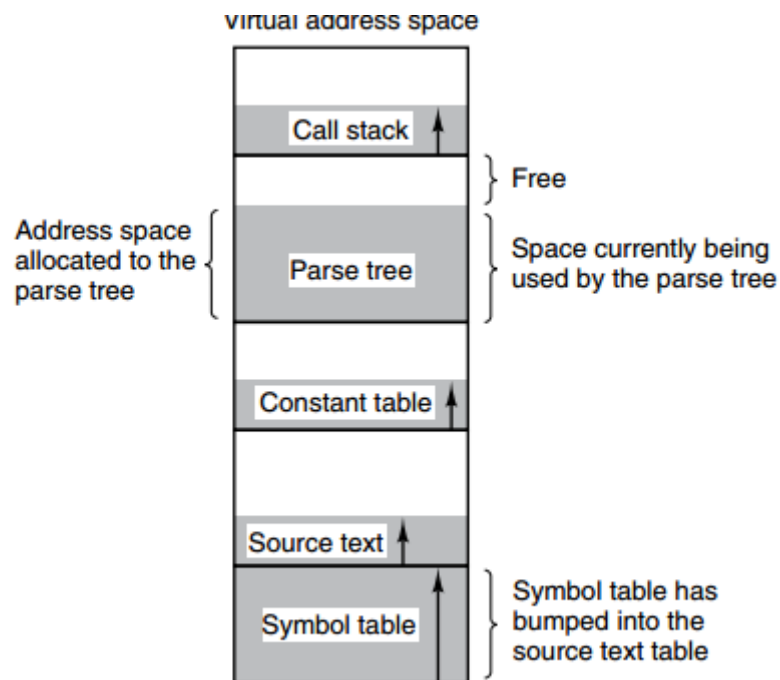 Virtual address space
Call stack
Free
Address space
allocated to the
parse tree
Parse tree
Space currently being
used by the parse tree
Constant table
Source text
Symbol table
Symbol table has
bumped into the
source text table